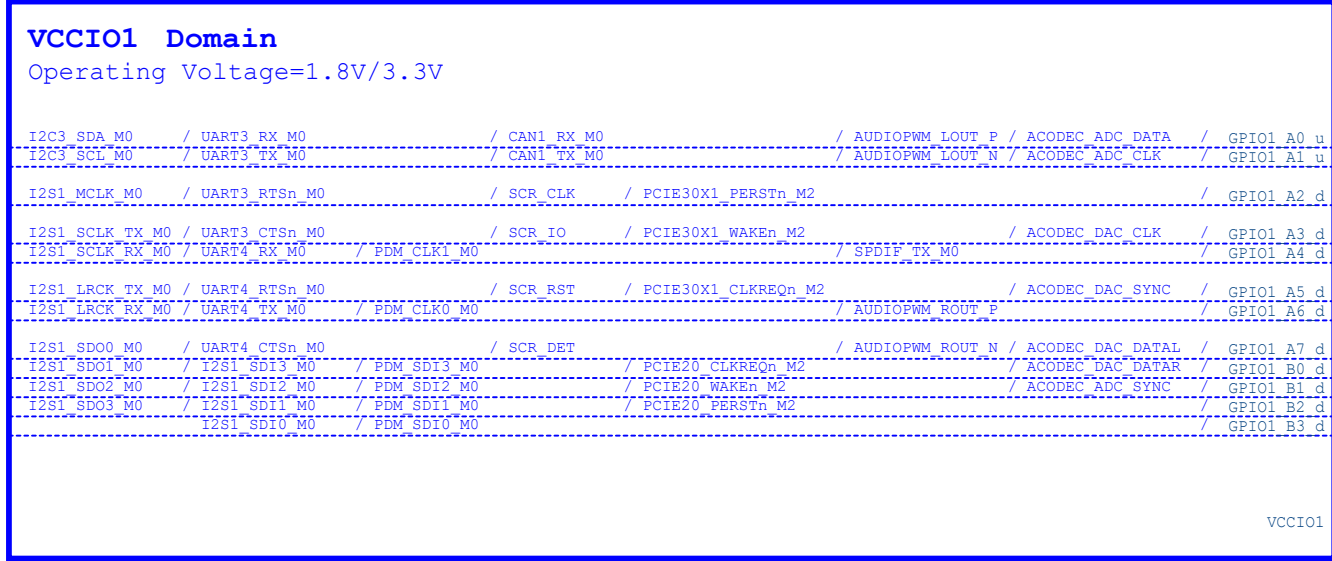 VCCIO1 Domain
Operating Voltage=1.8V/3.3V
I2C3_SDA_M0 / UART3_RX_M0 / CAN1_RX_M0 / AUDIOPWM_LOUT_P / ACODEC_ADC_DATA / GPIO1_A0_u
I2C3_SCL_M0 / UART3_TX_M0 / CAN1_TX_M0 / AUDIOPWM_LOUT_N / ACODEC_ADC_CLK / GPIO1_A1_u
I2S1_MCLK_M0 / UART3_RTSn_M0 / SCR_CLK / PCIE30X1_PERSTn_M2 / GPIO1_A2_d
I2S1_SCLK_TX_M0 / UART3_CTSn_M0 / SCR_IO / PCIE30X1_WAKEn_M2 / ACODEC_DAC_CLK / GPIO1_A3_d
I2S1_SCLK_RX_M0 / UART4_RX_M0 / PDM_CLK1_M0 / SPDIF_TX_M0 / GPIO1_A4_d
I2S1_LRCK_TX_M0 / UART4_RTSn_M0 / SCR_RST / PCIE30X1_CLKREQn_M2 / ACODEC_DAC_SYNC / GPIO1_A5_d
I2S1_LRCK_RX_M0 / UART4_TX_M0 / PDM_CLK0_M0 / AUDIOPWM_ROUT_P / GPIO1_A6_d
I2S1_SDO0_M0 / UART4_CTSn_M0 / SCR_DET / AUDIOPWM_ROUT_N / ACODEC_DAC_DATAL / GPIO1_A7_d
I2S1_SDO1_M0 / I2S1_SDI3_M0 / PDM_SDI3_M0 / PCIE20_CLKREQn_M2 / ACODEC_DAC_DATAR / GPIO1_B0_d
I2S1_SDO2_M0 / I2S1_SDI2_M0 / PDM_SDI2_M0 / PCIE20_WAKEn_M2 / ACODEC_ADC_SYNC / GPIO1_B1_d
I2S1_SDO3_M0 / I2S1_SDI1_M0 / PDM_SDI1_M0 / PCIE20_PERSTn_M2 / GPIO1_B2_d
I2S1_SDI0_M0 / PDM_SDI0_M0 / GPIO1_B3_d
VCCIO1